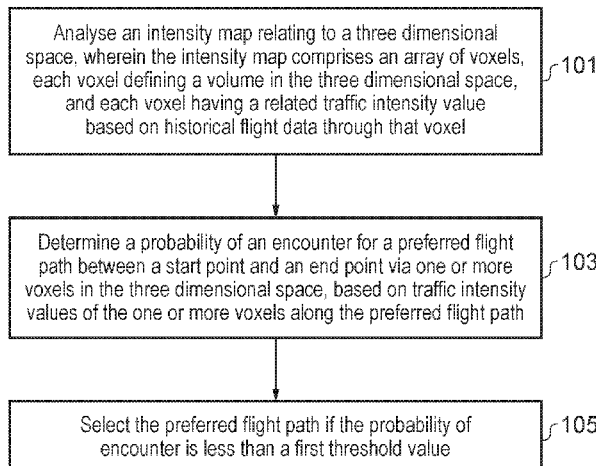 Analyse an intensity map relating to a three dimensional
space, wherein the intensity map comprises an array of voxels,
each voxel defining a volume in the three dimensional space,
and each voxel having a related traffic intensity value
based on historical flight data through that voxel
101
Determine a probability of an encounter for a preferred flight
path between a start point and an end point via one or more
voxels in the three dimensional space, based on traffic intensity
values of the one or more voxels along the preferred flight path
103
Select the preferred flight path if the probability of
encounter is less than a first threshold value
105